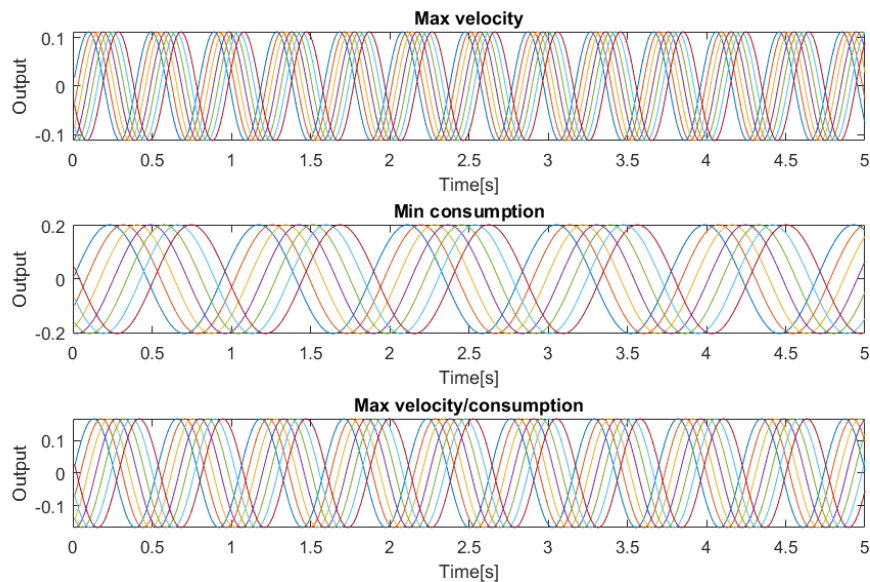 Max velocity
0.1
0
-0.1
Output
0 0.5 1 1.5 2 2.5 3 3.5 4 4.5 5
Time[s]
Min consumption
0.2
0
-0.2
Output
0 0.5 1 1.5 2 2.5 3 3.5 4 4.5 5
Time[s]
Max velocity/consumption
0.1
0
-0.1
Output
0 0.5 1 1.5 2 2.5 3 3.5 4 4.5 5
Time[s]